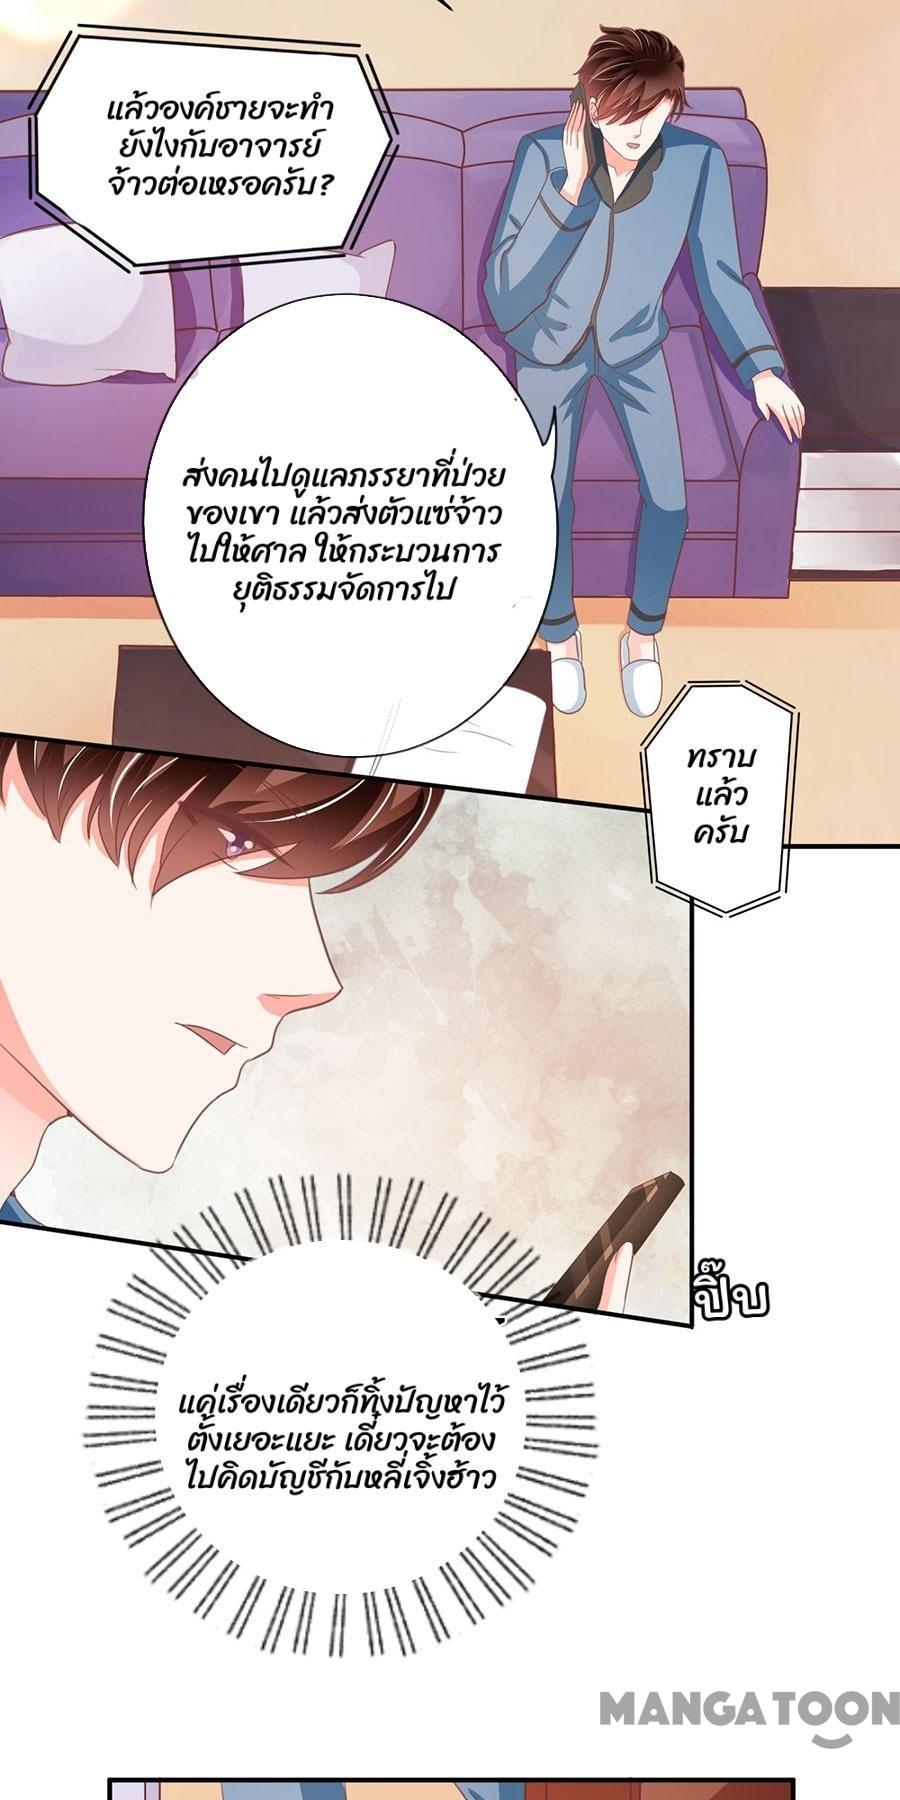 แล้วองค์ชายจะทำ
ยังไงกับอาจารย์
จ้าวต่อเหรอครับ?
ส่งคนไปดูแลภรรยาที่ป่วย
ของเขา แล้วส่งตัวแซ่จ้าว
ไปให้ศาล ให้กระบวนการ
ยุติธรรมจัดการไป
ทราบ
แล้ว
ครับ
ปิ๊บ
แค่เรื่องเดียวก็ทิ้งปัญหาไว้
ตั้งเยอะแยะ เดี๋ยวจะต้อง
ไปคิดบัญชีกับหลี่เจิ้งฮ้าว
MANGATOON